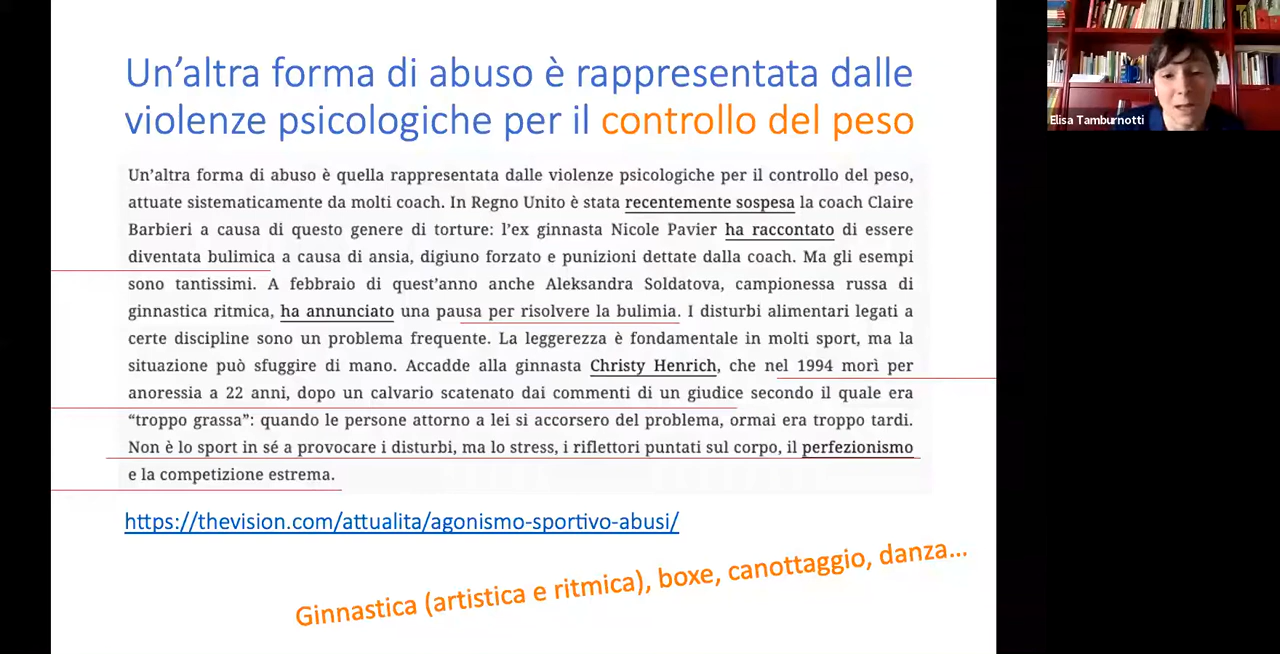 Un’altra forma di abuso è rappresentata dalle
violenze psicologiche per il controllo del peso
Un’altra forma di abuso è quella rappresentata dalle violenze psicologiche per il controllo del peso,
attuate sistematicamente da molti coach. In Regno Unito è stata recentemente sospesa la coach Claire
Barbieri a causa di questo genere di torture: l’ex ginnasta Nicole Pavier ha raccontato di essere
diventata bulimica a causa di ansia, digiuno forzato e punizioni dettate dalla coach. Ma gli esempi
sono tantissimi. A febbraio di quest’anno anche Aleksandra Soldatova, campionessa russa di
ginnastica ritmica, ha annunciato una pausa per risolvere la bulimia. I disturbi alimentari legati a
certe discipline sono un problema frequente. La leggerezza è fondamentale in molti sport, ma la
situazione può sfuggire di mano. Accadde alla ginnasta Christy Henrich, che nel 1994 morì per
anoressia a 22 anni, dopo un calvario scatenato dai commenti di un giudice secondo il quale era
“troppo grassa”: quando le persone attorno a lei si accorsero del problema, ormai era troppo tardi.
Non è lo sport in sé a provocare i disturbi, ma lo stress, i riflettori puntati sul corpo, il perfezionismo
e la competizione estrema.
https://thevision.com/attualita/agonismo-sportivo-abusi/
Ginnastica (artistica e ritmica), boxe, canottaggio, danza...
Elisa Tamburnotti